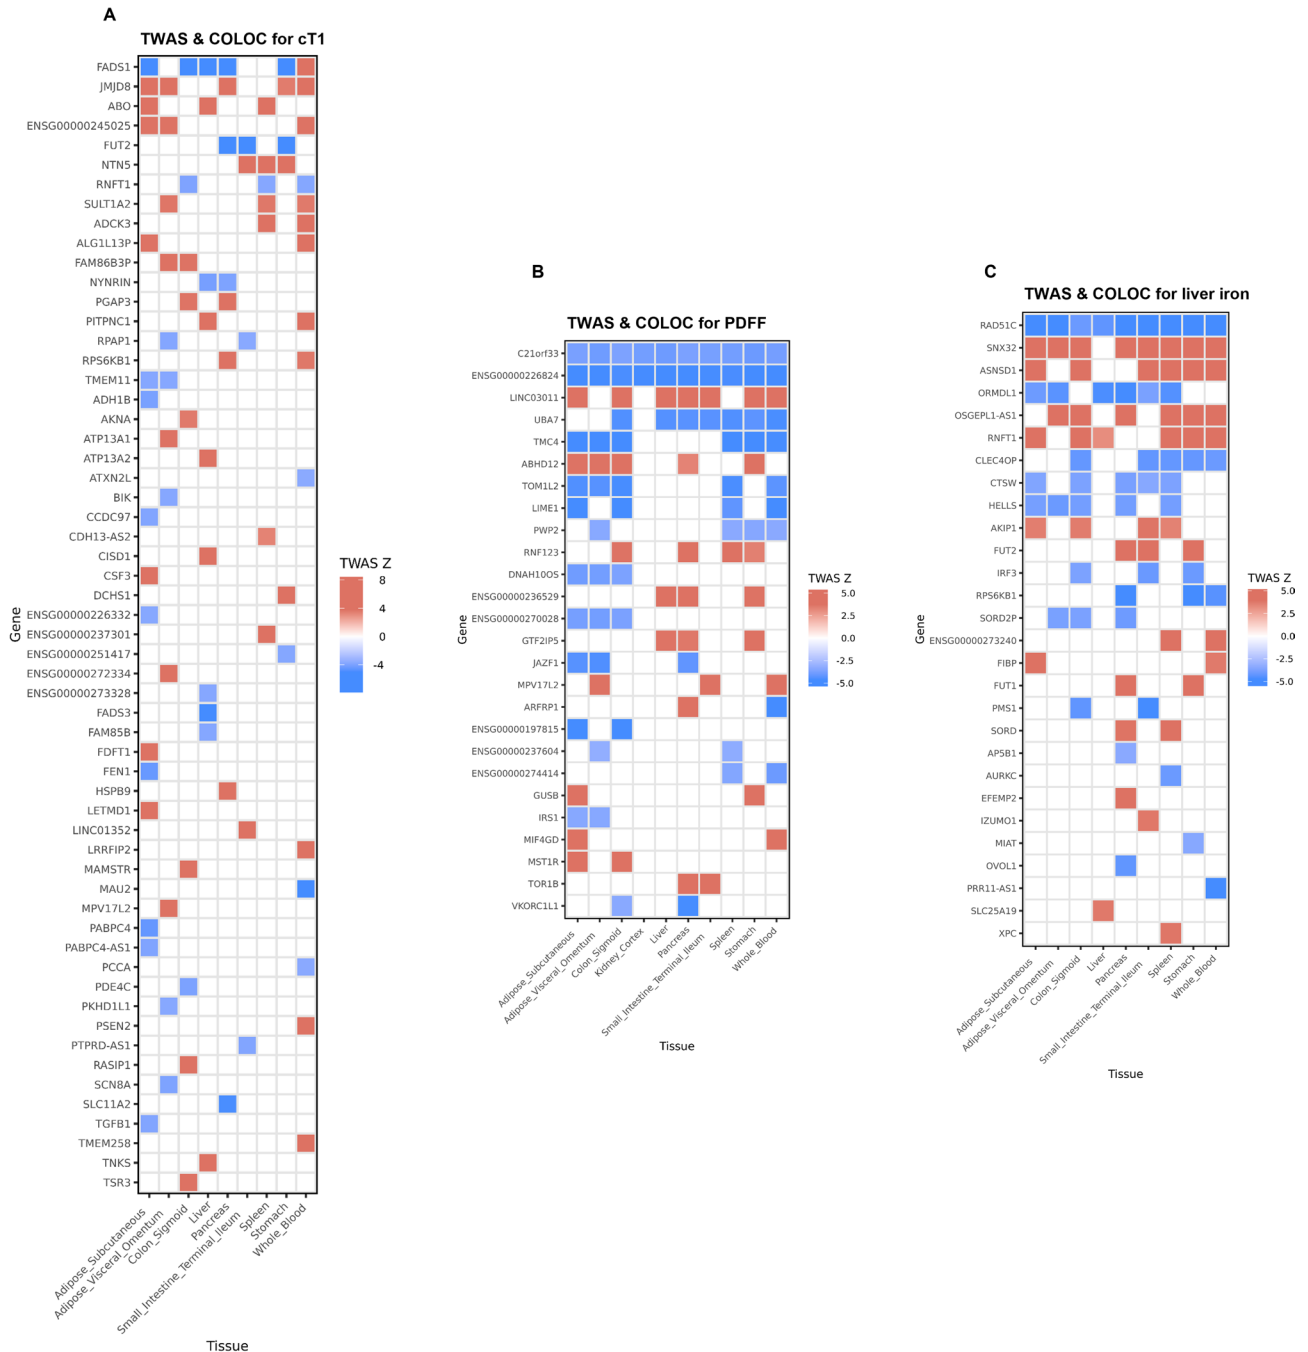 A
TWAS & COLOC for cT1
FADS1
JMJD8
ABO
ENSG00000245025
FUT2
NTN5
RNFT1
SULT1A2
ADCK3
ALG1L13P
FAM86B3P
NYNRIN
PGAP3
PITPNC1
RPAP1
RPS6KB1
TMEM11
ADH1B
AKNA
ATP13A1
ATP13A2
ATXN2L
BIK
CCDC97
CDH13-AS2
CISD1
CSF3
DCHS1
ENSG00000226332
ENSG00000237301
ENSG00000251417
ENSG00000272334
ENSG00000273328
FADS3
FAM85B
FDFT1
FEN1
HSPB9
LETMD1
LINC01352
LRRFIP2
MAMSTR
MAU2
MPV17L2
PABPC4
PABPC4-AS1
PCCA
PDE4C
PKHD1L1
PSEN2
PTPRD-AS1
RASIP1
SCN8A
SLC11A2
TGFB1
TMEM258
TNKS
TSR3
Gene
Adipose_Subcutaneous
Adipose_Visceral_Omentum
Colon_Sigmoid
Liver
Pancreas
Small_Intestine_Terminal_Ileum
Spleen
Stomach
Whole_Blood
Tissue
TWAS Z
8
4
0
-4
B
TWAS & COLOC for PDFF
C21orf33
ENSG00000226824
LINC03011
UBA7
TMC4
ABHD12
TOM1L2
LIME1
PWP2
RNF123
DNAH10OS
ENSG00000236529
ENSG00000270028
GTF2IP5
JAZF1
MPV17L2
ARFRP1
ENSG00000197815
ENSG00000237604
ENSG00000274414
GUSB
IRS1
MIF4GD
MST1R
TOR1B
VKORC1L1
Gene
Adipose_Subcutaneous
Adipose_Visceral_Omentum
Colon_Sigmoid
Kidney_Cortex
Liver
Pancreas
Small_Intestine_Terminal_Ileum
Spleen
Stomach
Whole_Blood
Tissue
TWAS Z
5.0
2.5
0.0
-2.5
-5.0
C
TWAS & COLOC for liver iron
RAD51C
SNX32
ASNSD1
ORMDL1
OSGEPL1-AS1
RNFT1
CLEC4OP
CTSW
HELLS
AKIP1
FUT2
IRF3
RPS6KB1
SORD2P
ENSG00000273240
FIBP
FUT1
PMS1
SORD
AP5B1
AURKC
EFEMP2
IZUMO1
MIAT
OVOL1
PRR11-AS1
SLC25A19
XPC
Gene
Adipose_Subcutaneous
Adipose_Visceral_Omentum
Colon_Sigmoid
Liver
Pancreas
Small_Intestine_Terminal_Ileum
Spleen
Stomach
Whole_Blood
Tissue
TWAS Z
5.0
2.5
0.0
-2.5
-5.0